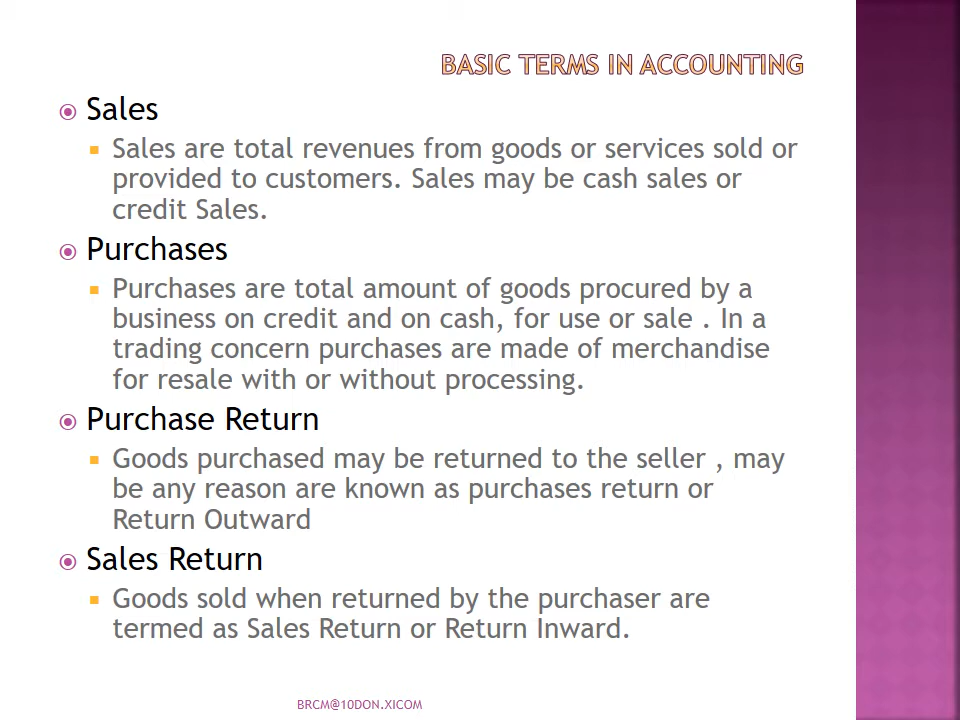 BASIC TERMS IN ACCOUNTING
Sales
Sales are total revenues from goods or services sold or
provided to customers. Sales may be cash sales or
credit Sales.
Purchases
Purchases are total amount of goods procured by a
business on credit and on cash, for use or sale . In a
trading concern purchases are made of merchandise
for resale with or without processing.
Purchase Return
Goods purchased may be returned to the seller , may
be any reason are known as purchases return or
Return Outward
Sales Return
Goods sold when returned by the purchaser are
termed as Sales Return or Return Inward.
BRCM@10DON.XICOM